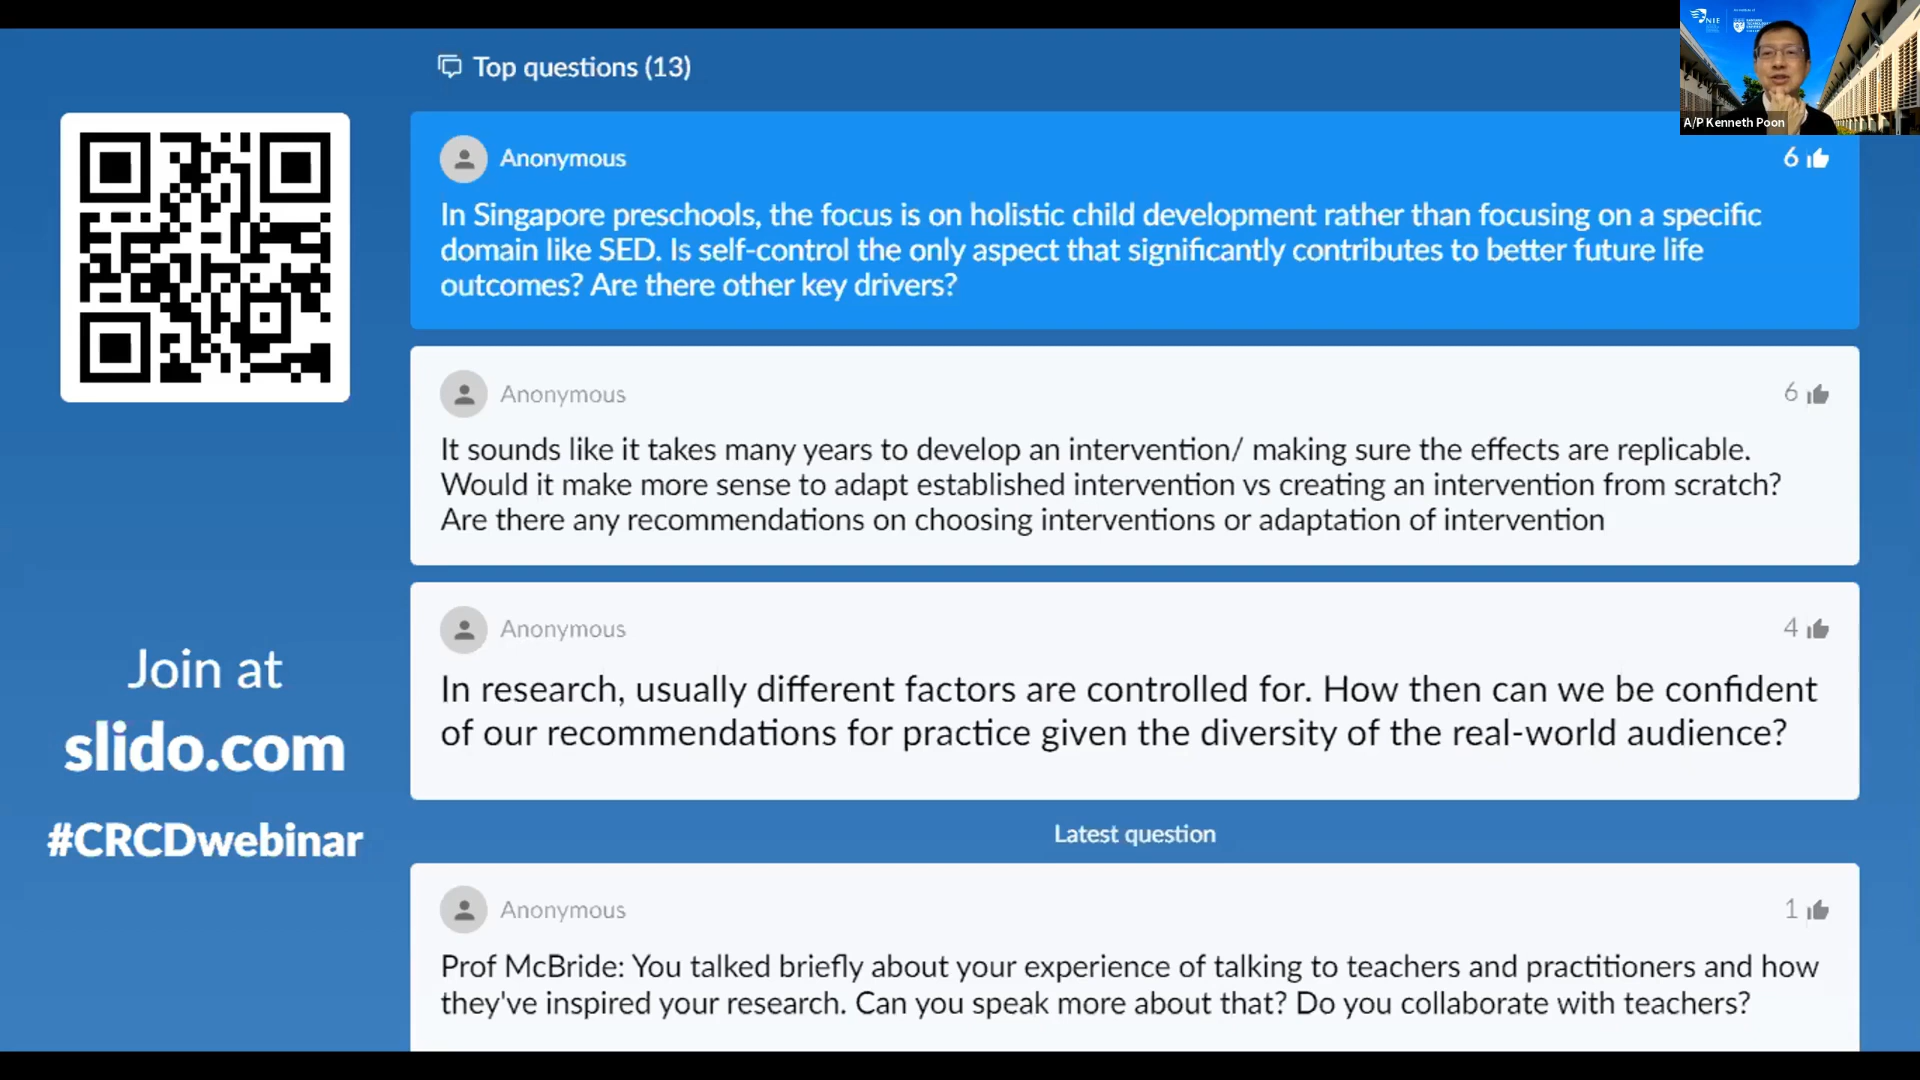 Top questions (13)
NIE
A/P Kenneth Poon
Anonymous
6
In Singapore preschools, the focus is on holistic child development rather than focusing on a specific
domain like SED. Is self-control the only aspect that significantly contributes to better future life
outcomes? Are there other key drivers?
Anonymous
6
It sounds like it takes many years to develop an intervention/ making sure the effects are replicable.
Would it make more sense to adapt established intervention vs creating an intervention from scratch?
Are there any recommendations on choosing interventions or adaptation of intervention
Anonymous
4
In research, usually different factors are controlled for. How then can we be confident
of our recommendations for practice given the diversity of the real-world audience?
Join at
slido.com
#CRCDwebinar
Latest question
Anonymous
1
Prof McBride: You talked briefly about your experience of talking to teachers and practitioners and how
they've inspired your research. Can you speak more about that? Do you collaborate with teachers?